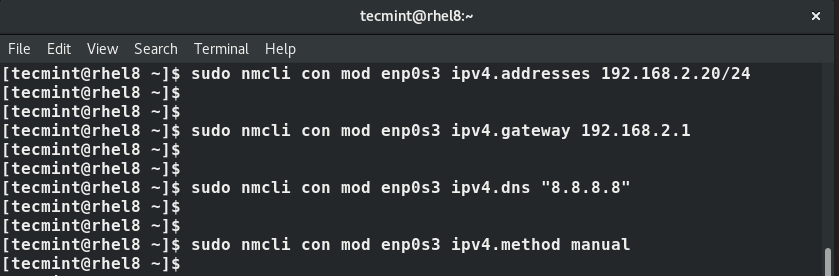 tecmint@rhel8:~
File Edit View Search Terminal Help
[tecmint@rhel8 ~]$ sudo nmcli con mod enp0s3 ipv4.addresses 192.168.2.20/24
[tecmint@rhel8 ~]$
[tecmint@rhel8 ~]$
[tecmint@rhel8 ~]$ sudo nmcli con mod enp0s3 ipv4.gateway 192.168.2.1
[tecmint@rhel8 ~]$
[tecmint@rhel8 ~]$
[tecmint@rhel8 ~]$ sudo nmcli con mod enp0s3 ipv4.dns "8.8.8.8"
[tecmint@rhel8 ~]$
[tecmint@rhel8 ~]$
[tecmint@rhel8 ~]$ sudo nmcli con mod enp0s3 ipv4.method manual
[tecmint@rhel8 ~]$